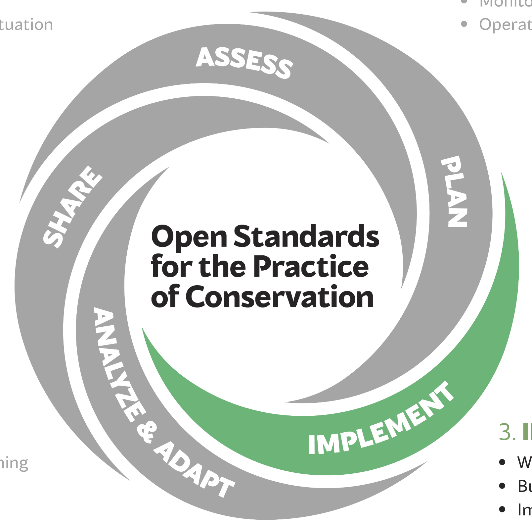 ASSESS
PLAN
SHARE
Open Standards
for the Practice
of Conservation
ANALYZE & ADAPT
IMPLEMENT
3.